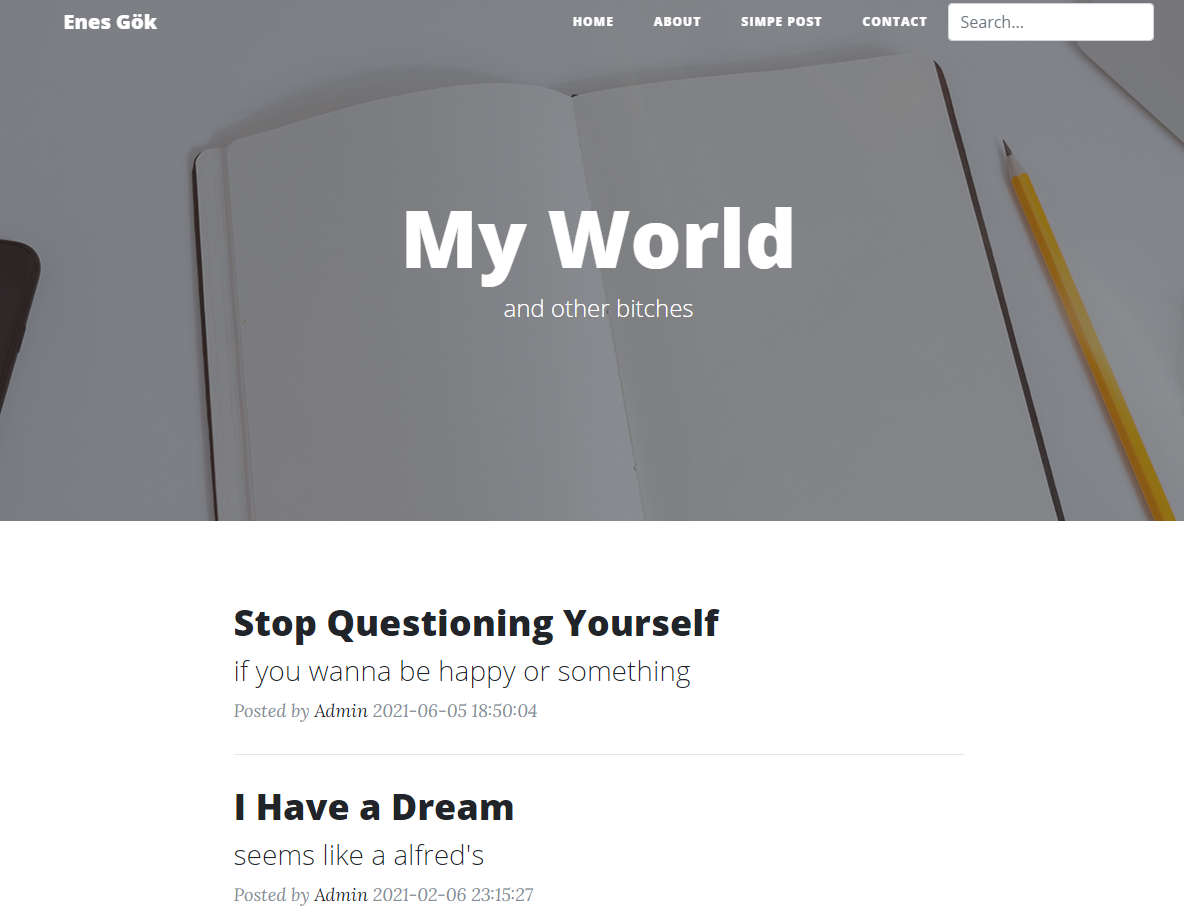 Enes Gök
HOME ABOUT SIMPE POST CONTACT Search...
My World
and other bitches
Stop Questioning Yourself
if you wanna be happy or something
Posted by Admin 2021-06-05 18:50:04
I Have a Dream
seems like a alfred's
Posted by Admin 2021-02-06 23:15:27